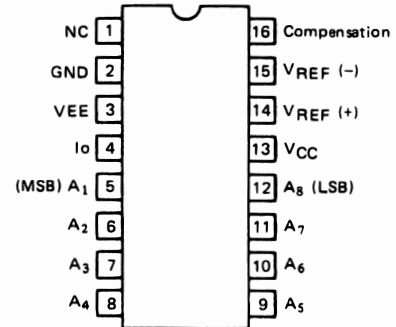 NC 1 16 Compensation
GND 2 15 VREF (-)
VEE 3 14 VREF (+)
Io 4 13 VCC
(MSB) A1 5 12 A8 (LSB)
A2 6 11 A7
A3 7 10 A6
A4 8 9 A5